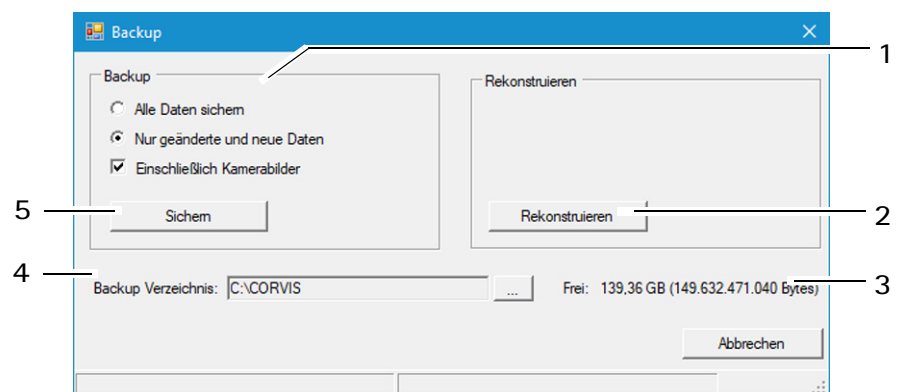 Backup
1
Backup
Alle Daten sichern
Nur geänderte und neue Daten
Einschließlich Kamerabilder
Sichern
5
Rekonstruieren
Rekonstruieren
2
4
Backup Verzeichnis: C:\CORVIS ...
Frei: 139,36 GB (149.632.471.040 Bytes)
3
Abbrechen